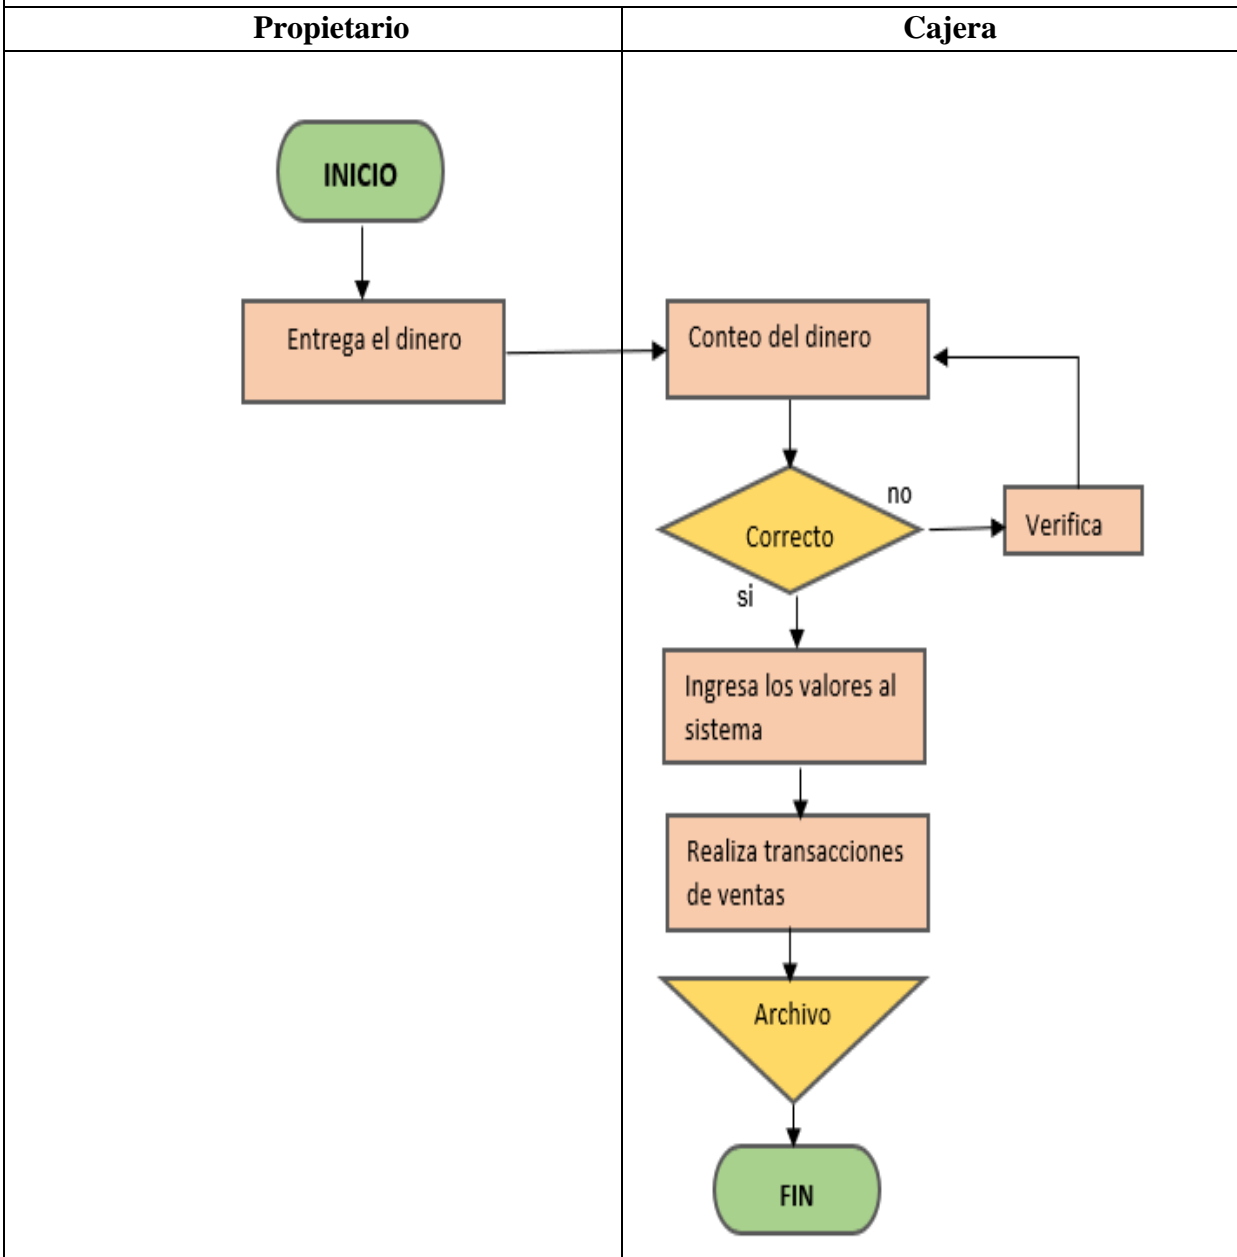 Propietario
Cajera
INICIO
Entrega el dinero
Conteo del dinero
no
Correcto
Verifica
si
Ingresa los valores al
sistema
Realiza transacciones
de ventas
Archivo
FIN